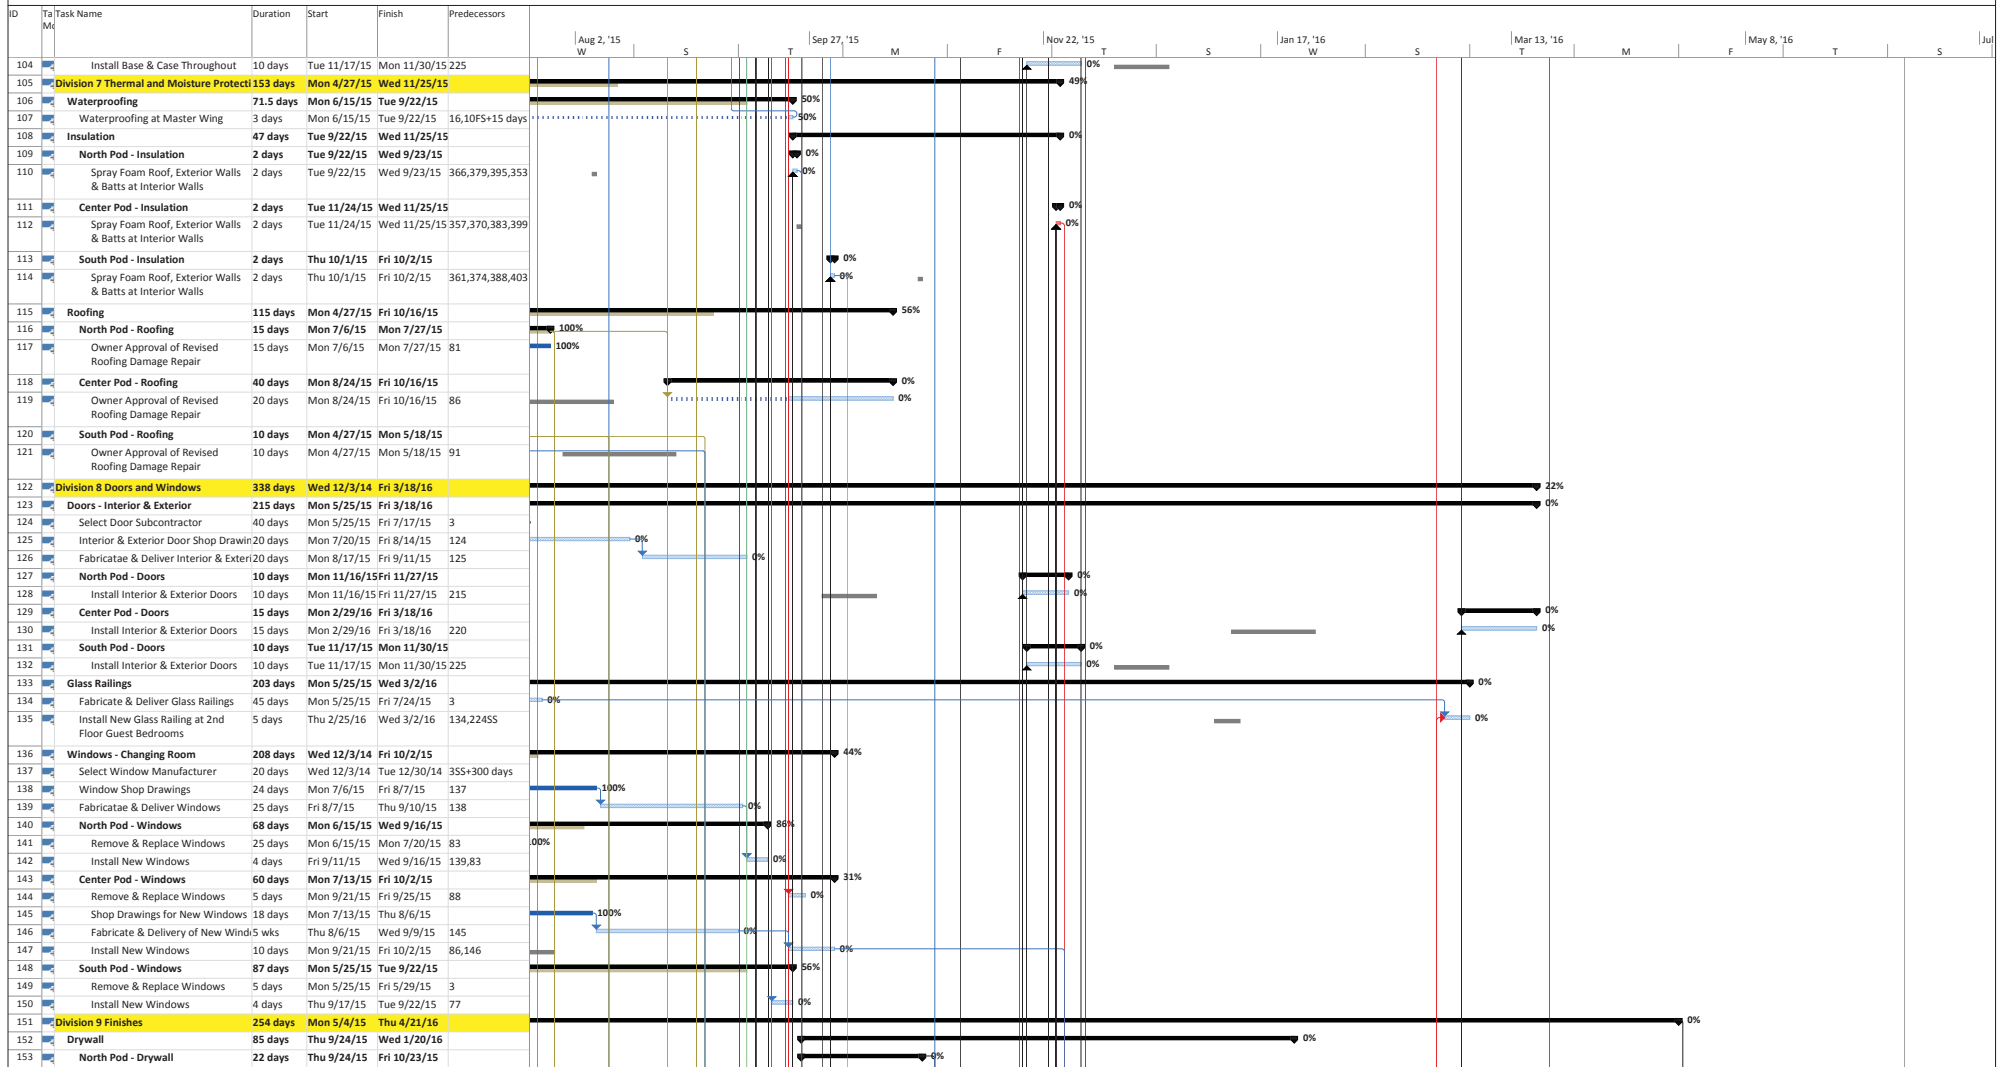 ID Ta Task Name Duration Start Finish Predecessors
Mo
Aug 2, '15 Sep 27, '15 Nov 22, '15 Jan 17, '16 Mar 13, '16 May 8, '16 Jul
W S T M F T S W S T M F T S
104 Install Base & Case Throughout 10 days Tue 11/17/15 Mon 11/30/15 225 0%
105 Division 7 Thermal and Moisture Protecti 153 days Mon 4/27/15 Wed 11/25/15 49%
106 Waterproofing 71.5 days Mon 6/15/15 Tue 9/22/15 50%
107 Waterproofing at Master Wing 3 days Mon 6/15/15 Tue 9/22/15 16,10FS+15 days 50%
108 Insulation 47 days Tue 9/22/15 Wed 11/25/15 0%
109 North Pod - Insulation 2 days Tue 9/22/15 Wed 9/23/15 0%
110 Spray Foam Roof, Exterior Walls 2 days Tue 9/22/15 Wed 9/23/15 366,379,395,353 0%
& Batts at Interior Walls
111 Center Pod - Insulation 2 days Tue 11/24/15 Wed 11/25/15 0%
112 Spray Foam Roof, Exterior Walls 2 days Tue 11/24/15 Wed 11/25/15 357,370,383,399 0%
& Batts at Interior Walls
113 South Pod - Insulation 2 days Thu 10/1/15 Fri 10/2/15 0%
114 Spray Foam Roof, Exterior Walls 2 days Thu 10/1/15 Fri 10/2/15 361,374,388,403 0%
& Batts at Interior Walls
115 Roofing 115 days Mon 4/27/15 Fri 10/16/15 56%
116 North Pod - Roofing 15 days Mon 7/6/15 Mon 7/27/15 100%
117 Owner Approval of Revised 15 days Mon 7/6/15 Mon 7/27/15 81 100%
Roofing Damage Repair
118 Center Pod - Roofing 40 days Mon 8/24/15 Fri 10/16/15 0%
119 Owner Approval of Revised 20 days Mon 8/24/15 Fri 10/16/15 86 0%
Roofing Damage Repair
120 South Pod - Roofing 10 days Mon 4/27/15 Mon 5/18/15
121 Owner Approval of Revised 10 days Mon 4/27/15 Mon 5/18/15 91
Roofing Damage Repair
122 Division 8 Doors and Windows 338 days Wed 12/3/14 Fri 3/18/16 22%
123 Doors - Interior & Exterior 215 days Mon 5/25/15 Fri 3/18/16 0%
124 Select Door Subcontractor 40 days Mon 5/25/15 Fri 7/17/15 3
125 Interior & Exterior Door Shop Drawin 20 days Mon 7/20/15 Fri 8/14/15 124 0%
126 Fabricatae & Deliver Interior & Exteri 20 days Mon 8/17/15 Fri 9/11/15 125 0%
127 North Pod - Doors 10 days Mon 11/16/15 Fri 11/27/15 0%
128 Install Interior & Exterior Doors 10 days Mon 11/16/15 Fri 11/27/15 215 0%
129 Center Pod - Doors 15 days Mon 2/29/16 Fri 3/18/16 0%
130 Install Interior & Exterior Doors 15 days Mon 2/29/16 Fri 3/18/16 220 0%
131 South Pod - Doors 10 days Tue 11/17/15 Mon 11/30/15 0%
132 Install Interior & Exterior Doors 10 days Tue 11/17/15 Mon 11/30/15 225 0%
133 Glass Railings 203 days Mon 5/25/15 Wed 3/2/16 0%
134 Fabricate & Deliver Glass Railings 45 days Mon 5/25/15 Fri 7/24/15 3 0%
135 Install New Glass Railing at 2nd 5 days Thu 2/25/16 Wed 3/2/16 134,224SS 0%
Floor Guest Bedrooms
136 Windows - Changing Room 208 days Wed 12/3/14 Fri 10/2/15 44%
137 Select Window Manufacturer 20 days Wed 12/3/14 Tue 12/30/14 3SS+300 days
138 Window Shop Drawings 24 days Mon 7/6/15 Fri 8/7/15 137 100%
139 Fabricatae & Deliver Windows 25 days Fri 8/7/15 Thu 9/10/15 138 0%
140 North Pod - Windows 68 days Mon 6/15/15 Wed 9/16/15 86%
141 Remove & Replace Windows 25 days Mon 6/15/15 Mon 7/20/15 83 00%
142 Install New Windows 4 days Fri 9/11/15 Wed 9/16/15 139,83 0%
143 Center Pod - Windows 60 days Mon 7/13/15 Fri 10/2/15 31%
144 Remove & Replace Windows 5 days Mon 9/21/15 Fri 9/25/15 88 0%
145 Shop Drawings for New Windows 18 days Mon 7/13/15 Thu 8/6/15 100%
146 Fabricate & Delivery of New Wind 5 wks Thu 8/6/15 Wed 9/9/15 145 0%
147 Install New Windows 10 days Mon 9/21/15 Fri 10/2/15 86,146 0%
148 South Pod - Windows 87 days Mon 5/25/15 Tue 9/22/15 56%
149 Remove & Replace Windows 5 days Mon 5/25/15 Fri 5/29/15 3
150 Install New Windows 4 days Thu 9/17/15 Tue 9/22/15 77 0%
151 Division 9 Finishes 254 days Mon 5/4/15 Thu 4/21/16 0%
152 Drywall 85 days Thu 9/24/15 Wed 1/20/16 0%
153 North Pod - Drywall 22 days Thu 9/24/15 Fri 10/23/15 0%